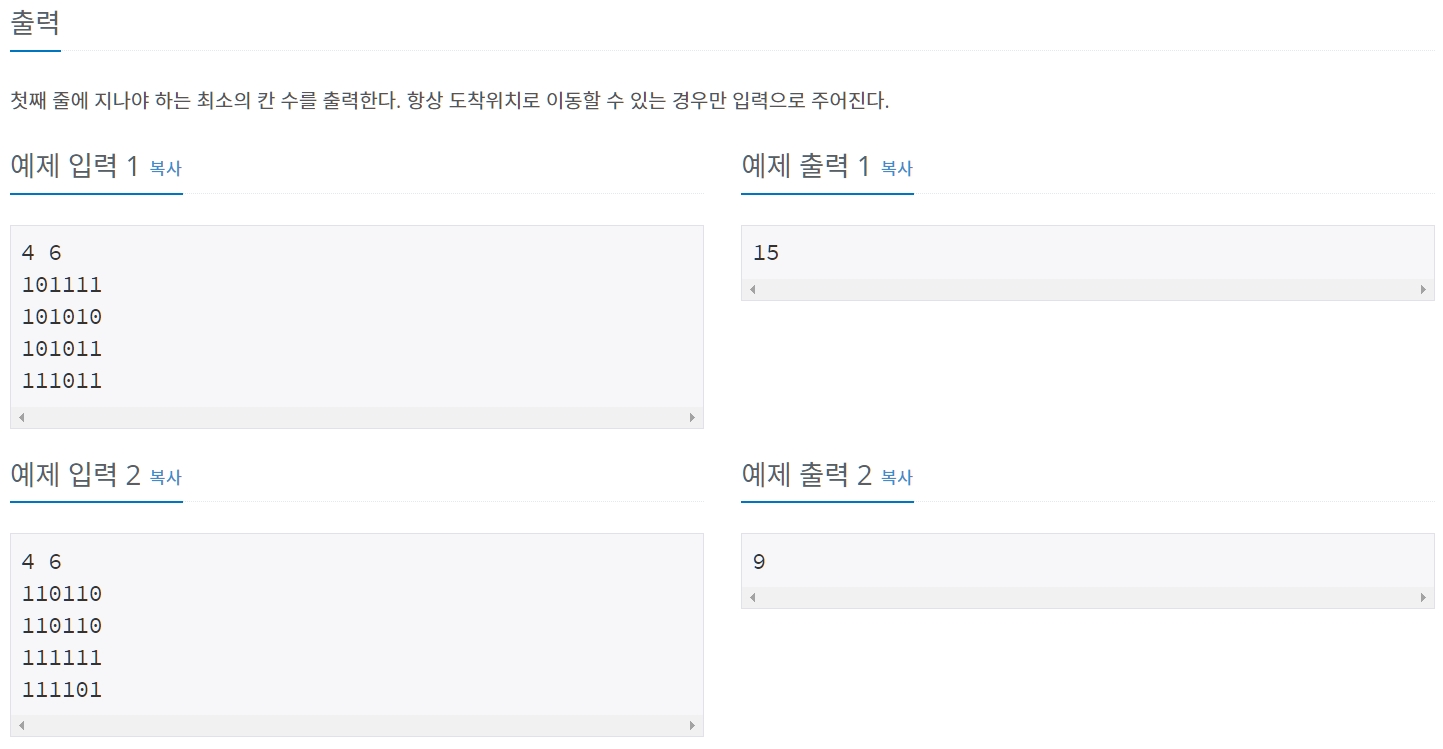 출력
첫째 줄에 지나야 하는 최소의 칸 수를 출력한다. 항상 도착위치로 이동할 수 있는 경우만 입력으로 주어진다.
예제 입력 1 복사
4 6
101111
101010
101011
111011
예제 출력 1 복사
15
예제 입력 2 복사
4 6
110110
110110
111111
111101
예제 출력 2 복사
9